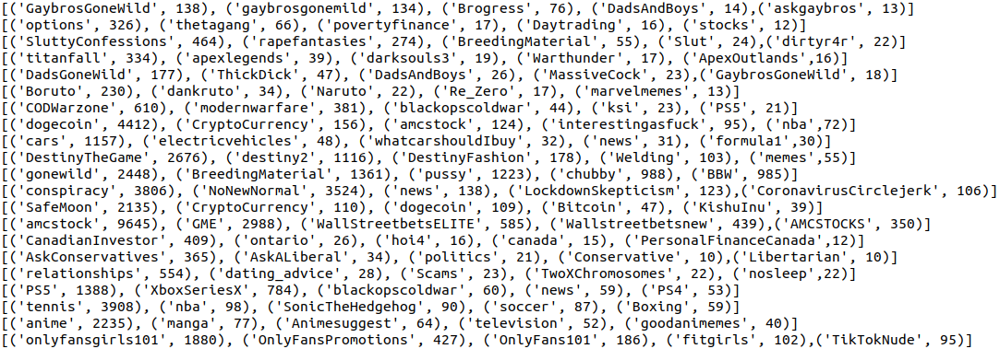 [('GaybrosGoneWild', 138), ('gaybrosgonemild', 134), ('Brogress', 76), ('DadsAndBoys', 14),('askgaybros', 13)]
[('options', 326), ('thetagang', 66), ('povertyfinance', 17), ('Daytrading', 16), ('stocks', 12)]
[('SluttyConfessions', 464), ('rapefantasies', 274), ('BreedingMaterial', 55), ('Slut', 24),('dirtyr4r', 22)]
[('titanfall', 334), ('apexlegends', 39), ('darksouls3', 19), ('Warthunder', 17), ('ApexOutlands',16)]
[('DadsGoneWild', 177), ('ThickDick', 47), ('DadsAndBoys', 26), ('MassiveCock', 23),('GaybrosGoneWild', 18)]
[('Boruto', 230), ('dankruto', 34), ('Naruto', 22), ('Re_Zero', 17), ('marvelmemes', 13)]
[('CODWarzone', 610), ('modernwarfare', 381), ('blackopscoldwar', 44), ('ksi', 23), ('PS5', 21)]
[('dogecoin', 4412), ('CryptoCurrency', 156), ('amcstock', 124), ('interestingasfuck', 95), ('nba',72)]
[('cars', 1157), ('electricvehicles', 48), ('whatcarshouldIbuy', 32), ('news', 31), ('formula1',30)]
[('DestinyTheGame', 2676), ('destiny2', 1116), ('DestinyFashion', 178), ('Welding', 103), ('memes',55)]
[('gonewild', 2448), ('BreedingMaterial', 1361), ('pussy', 1223), ('chubby', 988), ('BBW', 985)]
[('conspiracy', 3806), ('NoNewNormal', 3524), ('news', 138), ('LockdownSkepticism', 123),('CoronavirusCirclejerk', 106)]
[('SafeMoon', 2135), ('CryptoCurrency', 110), ('dogecoin', 109), ('Bitcoin', 47), ('KishuInu', 39)]
[('amcstock', 9645), ('GME', 2988), ('WallStreetbetsELITE', 585), ('Wallstreetbetsnew', 439),('AMCSTOCKS', 350)]
[('CanadianInvestor', 409), ('ontario', 26), ('hoi4', 16), ('canada', 15), ('PersonalFinanceCanada',12)]
[('AskConservatives', 365), ('AskALiberal', 34), ('politics', 21), ('Conservative', 10),('Libertarian', 10)]
[('relationships', 554), ('dating_advice', 28), ('Scams', 23), ('TwoXChromosomes', 22), ('nosleep',22)]
[('PS5', 1388), ('XboxSeriesX', 784), ('blackopscoldwar', 60), ('news', 59), ('PS4', 53)]
[('tennis', 3908), ('nba', 98), ('SonicTheHedgehog', 90), ('soccer', 87), ('Boxing', 59)]
[('anime', 2235), ('manga', 77), ('Animesuggest', 64), ('television', 52), ('goodanimemes', 40)]
[('onlyfansgirls101', 1880), ('OnlyFansPromotions', 427), ('OnlyFans101', 186), ('fitgirls', 102),('TikTokNude', 95)]